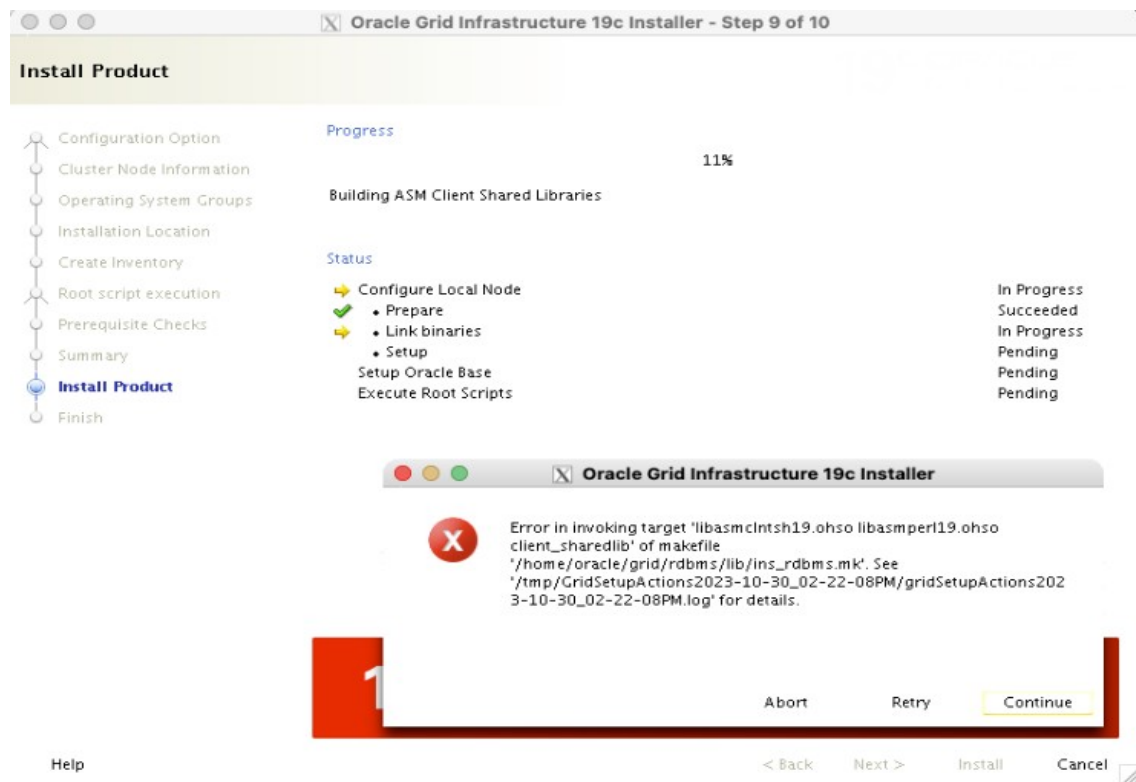 Oracle Grid Infrastructure 19c Installer - Step 9 of 10
Install Product
Configuration Option
Cluster Node Information
Operating System Groups
Installation Location
Create Inventory
Root script execution
Prerequisite Checks
Summary
Install Product
Finish
Progress
11%
Building ASM Client Shared Libraries
Status
Configure Local Node In Progress
• Prepare Succeeded
• Link binaries In Progress
• Setup Pending
Setup Oracle Base Pending
Execute Root Scripts Pending
Oracle Grid Infrastructure 19c Installer
Error in invoking target 'libasmclntsh19.ohso libasmperl19.ohso
client_sharedlib' of makefile
'/home/oracle/grid/rdbms/lib/ins_rdbms.mk'. See
'/tmp/GridSetupActions2023-10-30_02-22-08PM/gridSetupActions202
3-10-30_02-22-08PM.log' for details.
Abort Retry Continue
Help < Back Next > Install Cancel